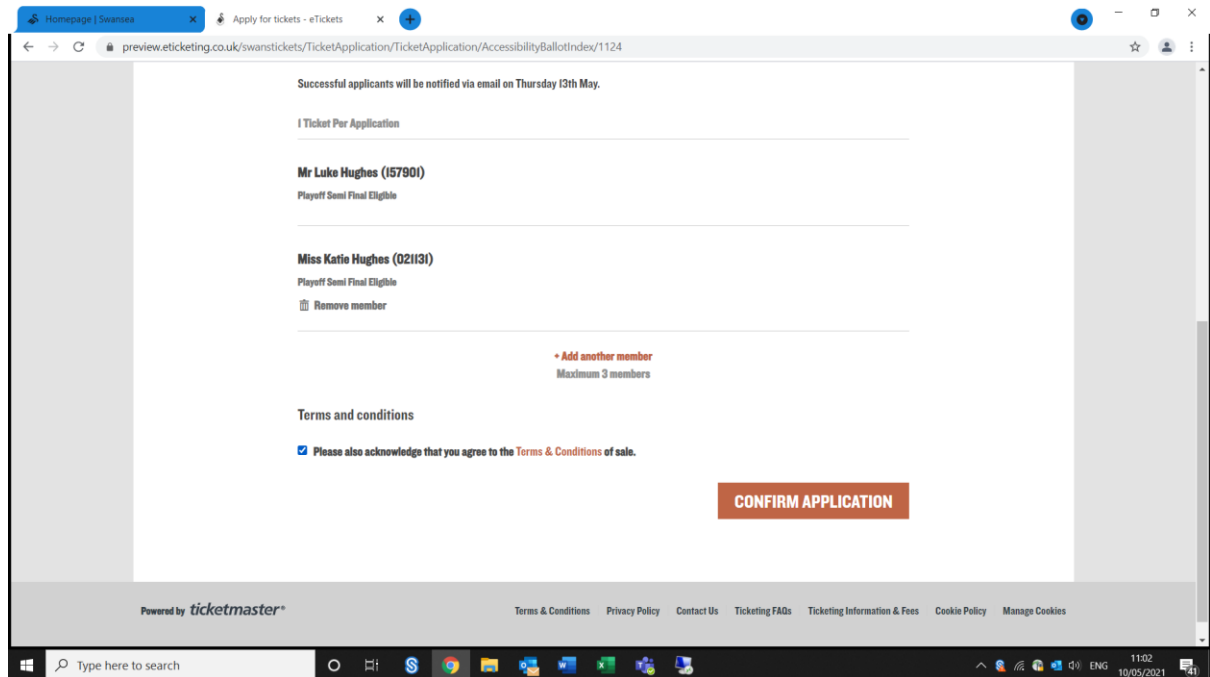 Homepage | Swansea
Apply for tickets - eTickets
preview.eticketing.co.uk/swanstickets/TicketApplication/TicketApplication/AccessibilityBallotIndex/1124
Successful applicants will be notified via email on Thursday 13th May.
1 Ticket Per Application
Mr Luke Hughes (157901)
Playoff Semi Final Eligible
Miss Katie Hughes (021131)
Playoff Semi Final Eligible
Remove member
+ Add another member
Maximum 3 members
Terms and conditions
Please also acknowledge that you agree to the Terms & Conditions of sale.
CONFIRM APPLICATION
Powered by ticketmaster®
Terms & Conditions Privacy Policy Contact Us Ticketing FAQs Ticketing Information & Fees Cookie Policy Manage Cookies
Type here to search
ENG
11:02
10/05/2021
41